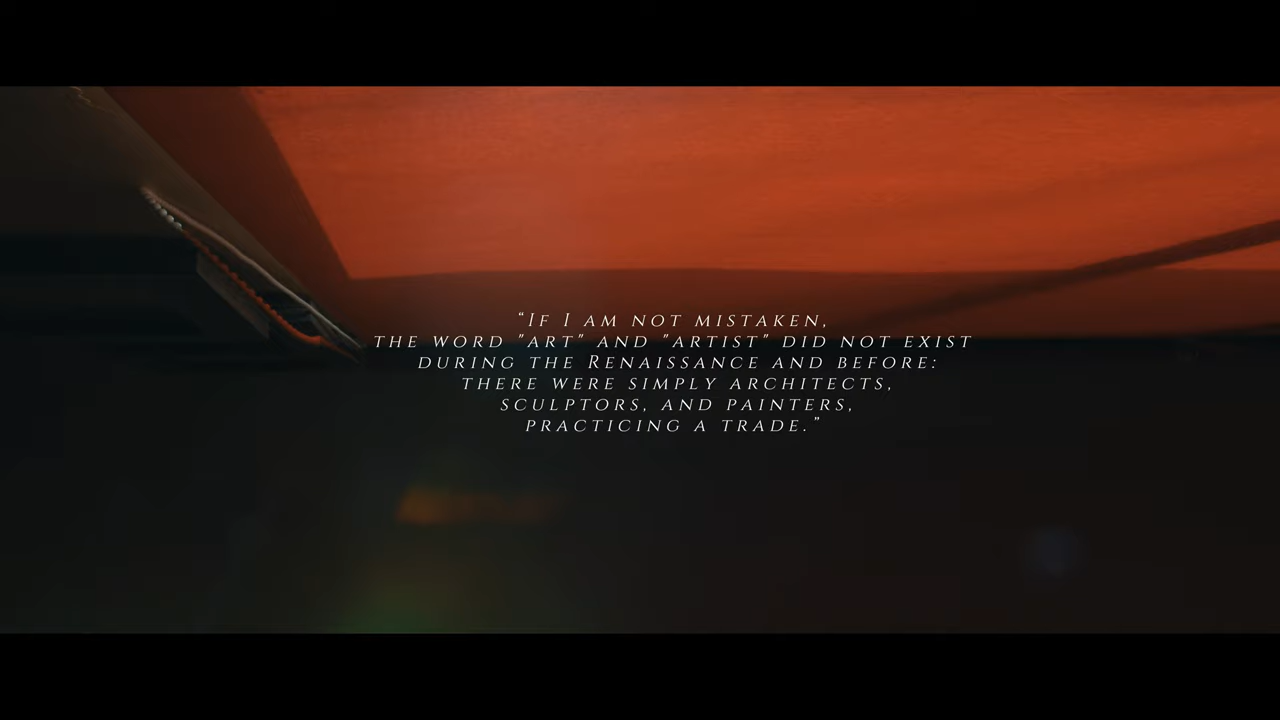 “If I am not mistaken,
the word "art" and "artist" did not exist
during the Renaissance and before:
there were simply architects,
sculptors, and painters,
practicing a trade.”